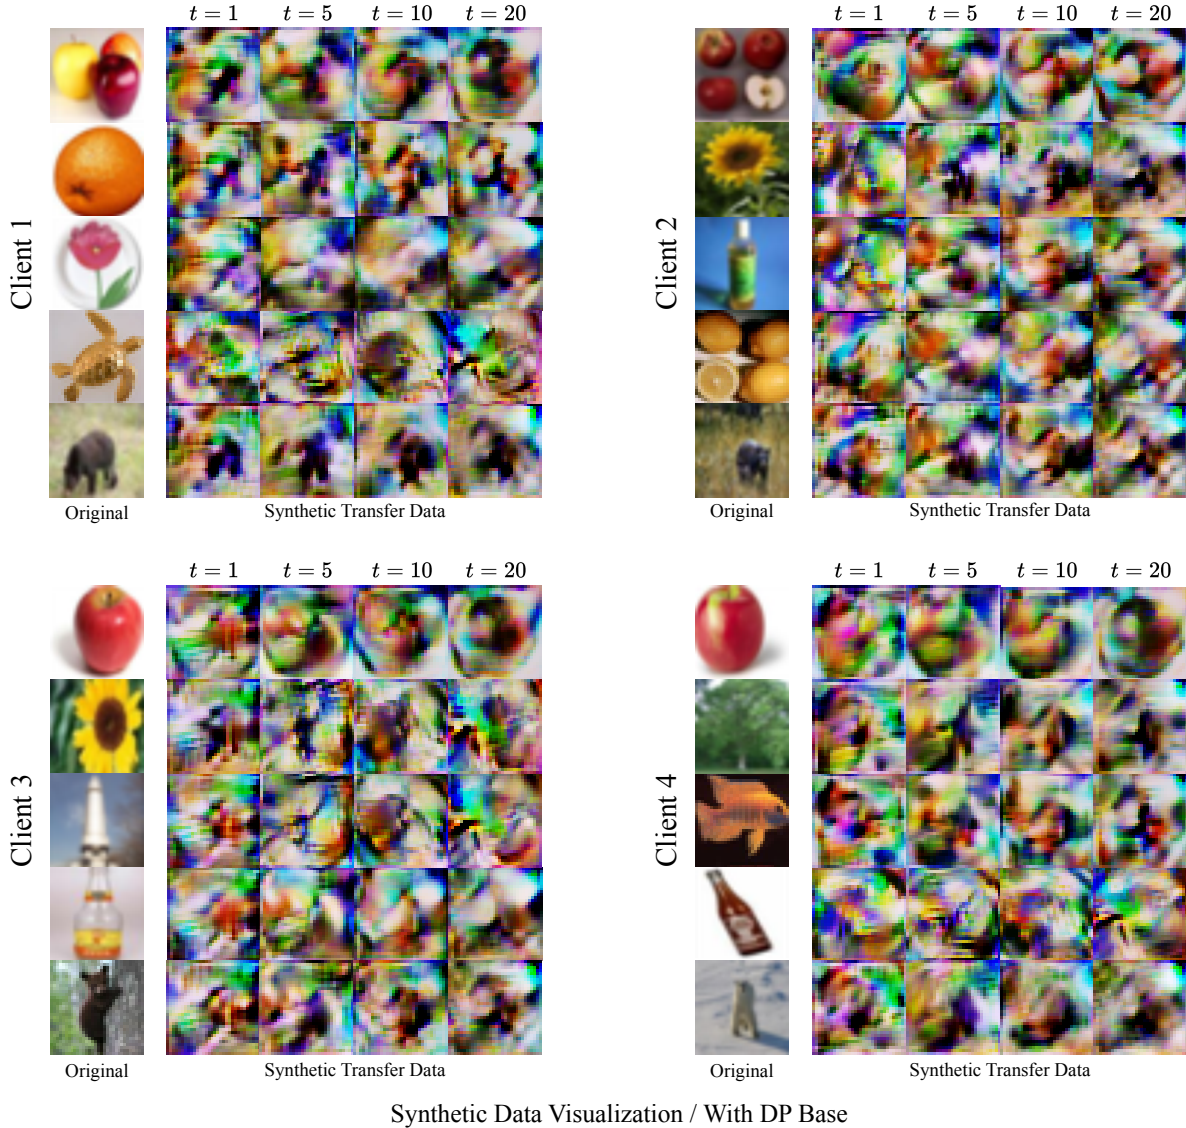 t = 1 t = 5 t = 10 t = 20
Client 1
Original Synthetic Transfer Data
t = 1 t = 5 t = 10 t = 20
Client 2
Original Synthetic Transfer Data
t = 1 t = 5 t = 10 t = 20
Client 3
Original Synthetic Transfer Data
t = 1 t = 5 t = 10 t = 20
Client 4
Original Synthetic Transfer Data
Synthetic Data Visualization / With DP Base